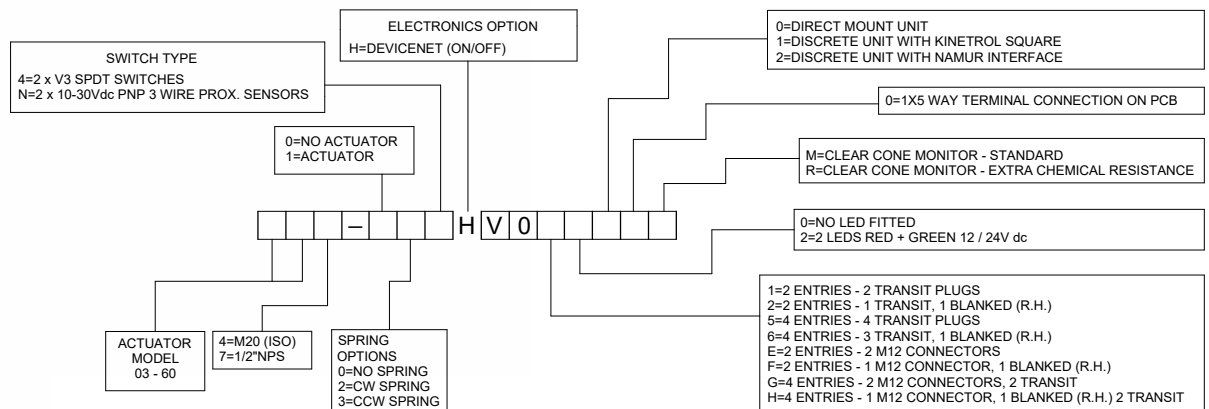 ELECTRONICS OPTION
H=DEVICENET (ON/OFF)
0=DIRECT MOUNT UNIT
1=DISCRETE UNIT WITH KINETROL SQUARE
2=DISCRETE UNIT WITH NAMUR INTERFACE
SWITCH TYPE
4=2 x V3 SPDT SWITCHES
N=2 x 10-30Vdc PNP 3 WIRE PROX. SENSORS
0=1X5 WAY TERMINAL CONNECTION ON PCB
0=NO ACTUATOR
1=ACTUATOR
M=CLEAR CONE MONITOR - STANDARD
R=CLEAR CONE MONITOR - EXTRA CHEMICAL RESISTANCE
– H V 0
0=NO LED FITTED
2=2 LEDS RED + GREEN 12 / 24V dc
ACTUATOR
MODEL
03 - 60
4=M20 (ISO)
7=1/2"NPS
SPRING
OPTIONS
0=NO SPRING
2=CW SPRING
3=CCW SPRING
1=2 ENTRIES - 2 TRANSIT PLUGS
2=2 ENTRIES - 1 TRANSIT, 1 BLANKED (R.H.)
5=4 ENTRIES - 4 TRANSIT PLUGS
6=4 ENTRIES - 3 TRANSIT, 1 BLANKED (R.H.)
E=2 ENTRIES - 2 M12 CONNECTORS
F=2 ENTRIES - 1 M12 CONNECTOR, 1 BLANKED (R.H.)
G=4 ENTRIES - 2 M12 CONNECTORS, 2 TRANSIT
H=4 ENTRIES - 1 M12 CONNECTOR, 1 BLANKED (R.H.) 2 TRANSIT